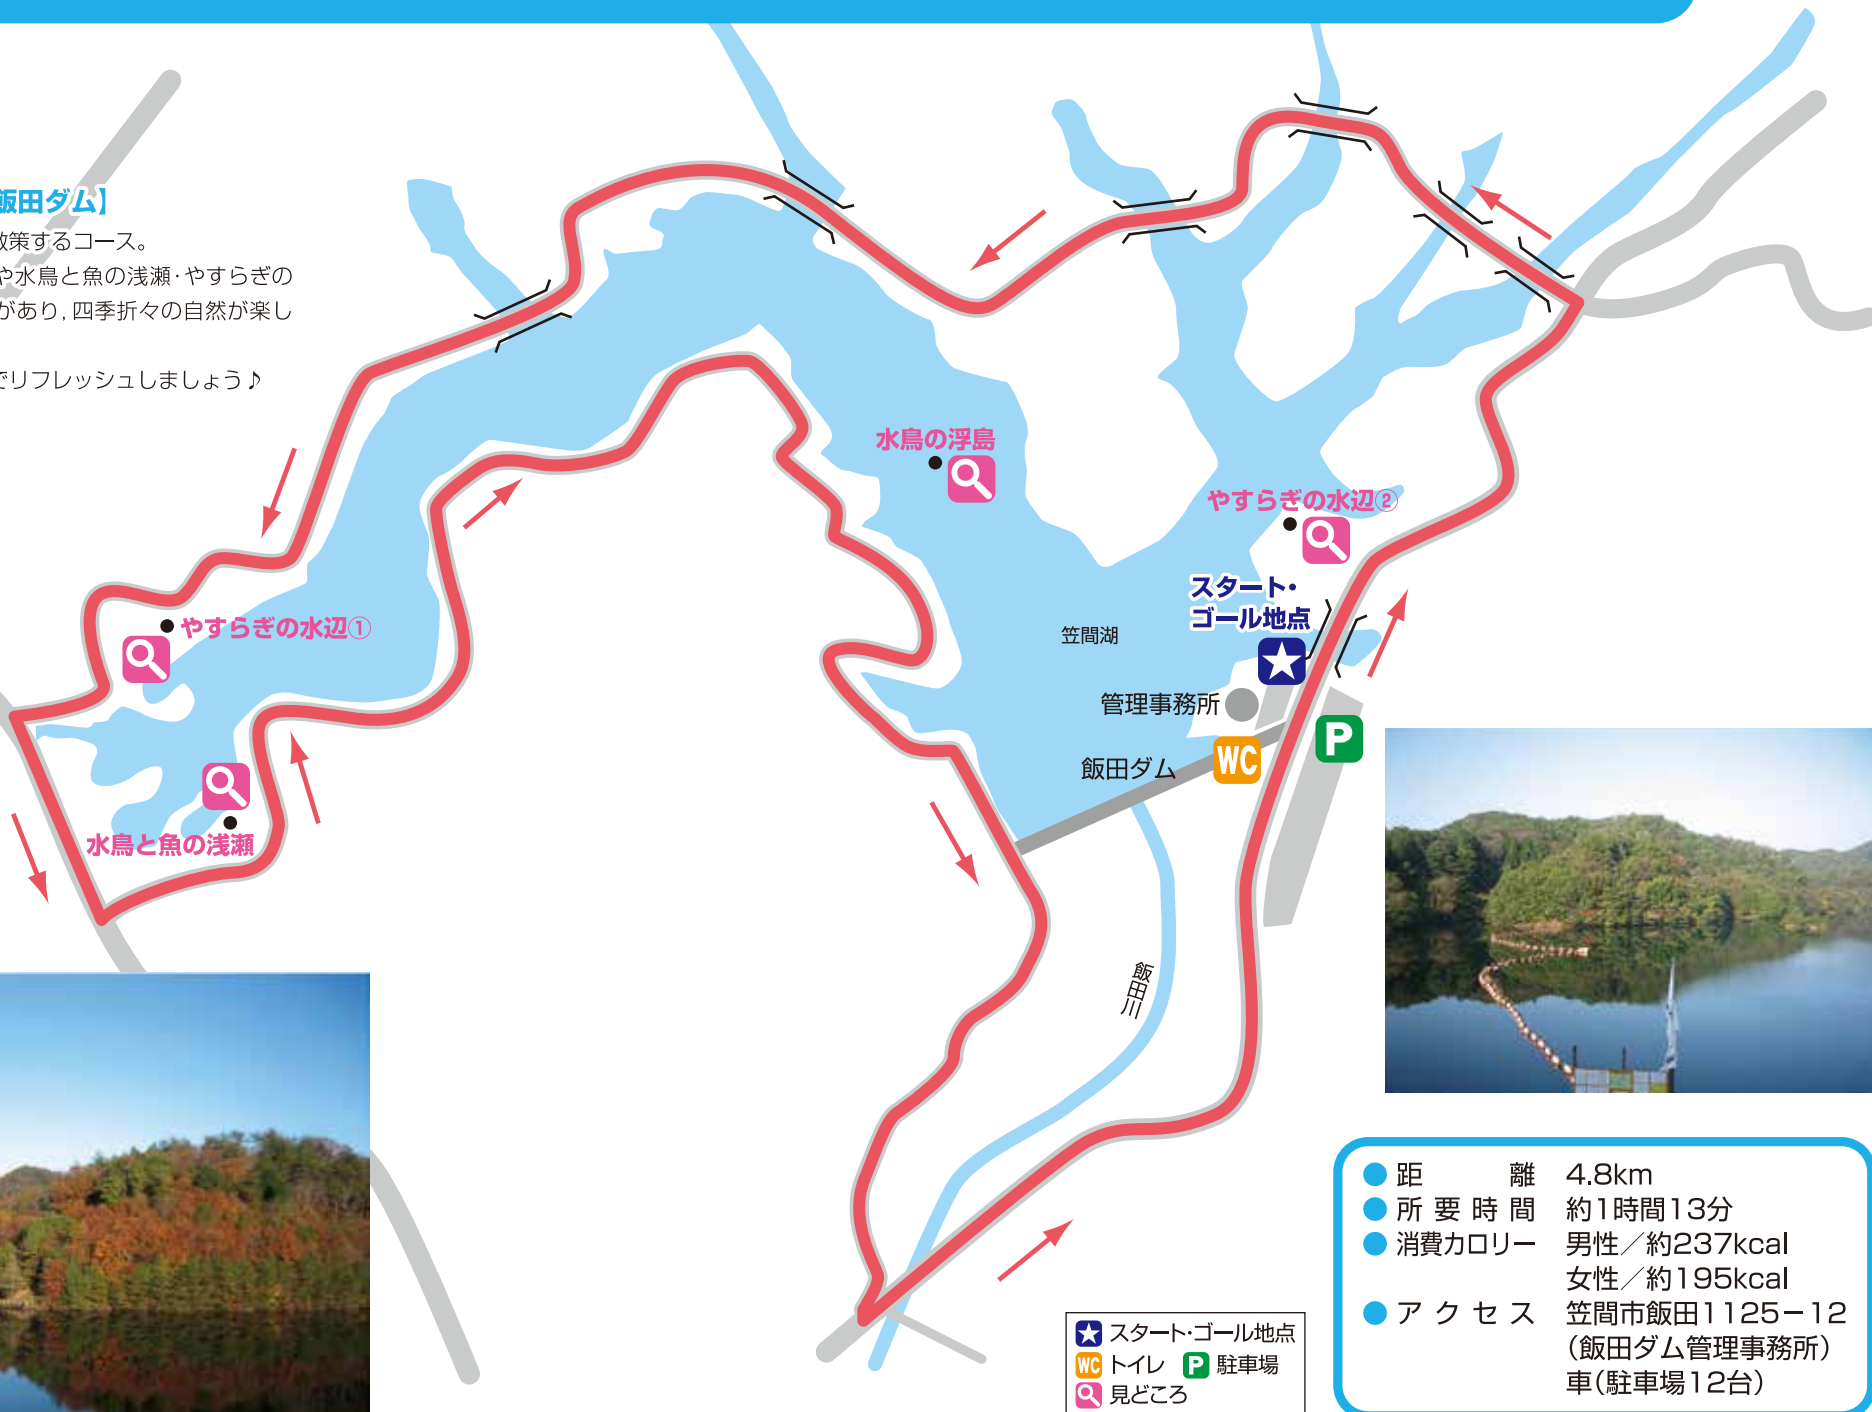 飯田ダム】
散策するコース。
や水鳥と魚の浅瀬・やすらぎの
があり,四季折々の自然が楽し
でリフレッシュしましょう♪
水鳥の浮島
やすらぎの水辺②
スタート・
ゴール地点
やすらぎの水辺①
笠間湖
管理事務所
P
飯田ダム
WC
水鳥と魚の浅瀬
飯田川
●距離 4.8km
●所要時間 約1時間13分
●消費カロリー 男性／約237kcal
女性／約195kcal
●アクセス 笠間市飯田1125－12
(飯田ダム管理事務所)
車(駐車場12台)
スタート・ゴール地点
WC トイレ P 駐車場
見どころ